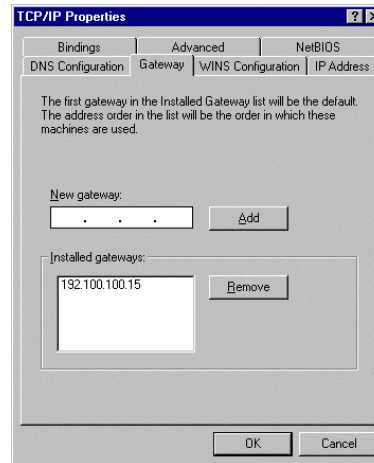 TCP/IP Properties
Bindings Advanced NetBIOS
DNS Configuration Gateway WINS Configuration IP Address
The first gateway in the Installed Gateway list will be the default.
The address order in the list will be the order in which these
machines are used.
New gateway:
. . . Add
Installed gateways:
192.100.100.15 Remove
OK Cancel